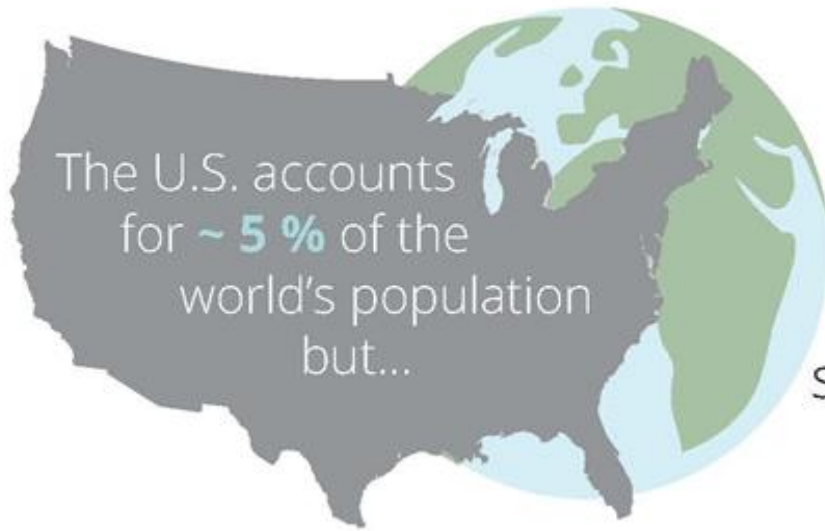 The U.S. accounts
for ~ 5 % of the
world's population
but...